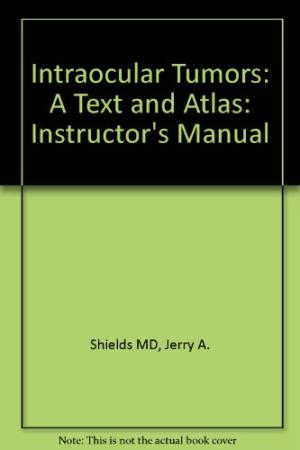 Intraocular Tumors:
A Text and Atlas:
Instructor's Manual
Shields MD, Jerry A.
Note: This is not the actual book cover